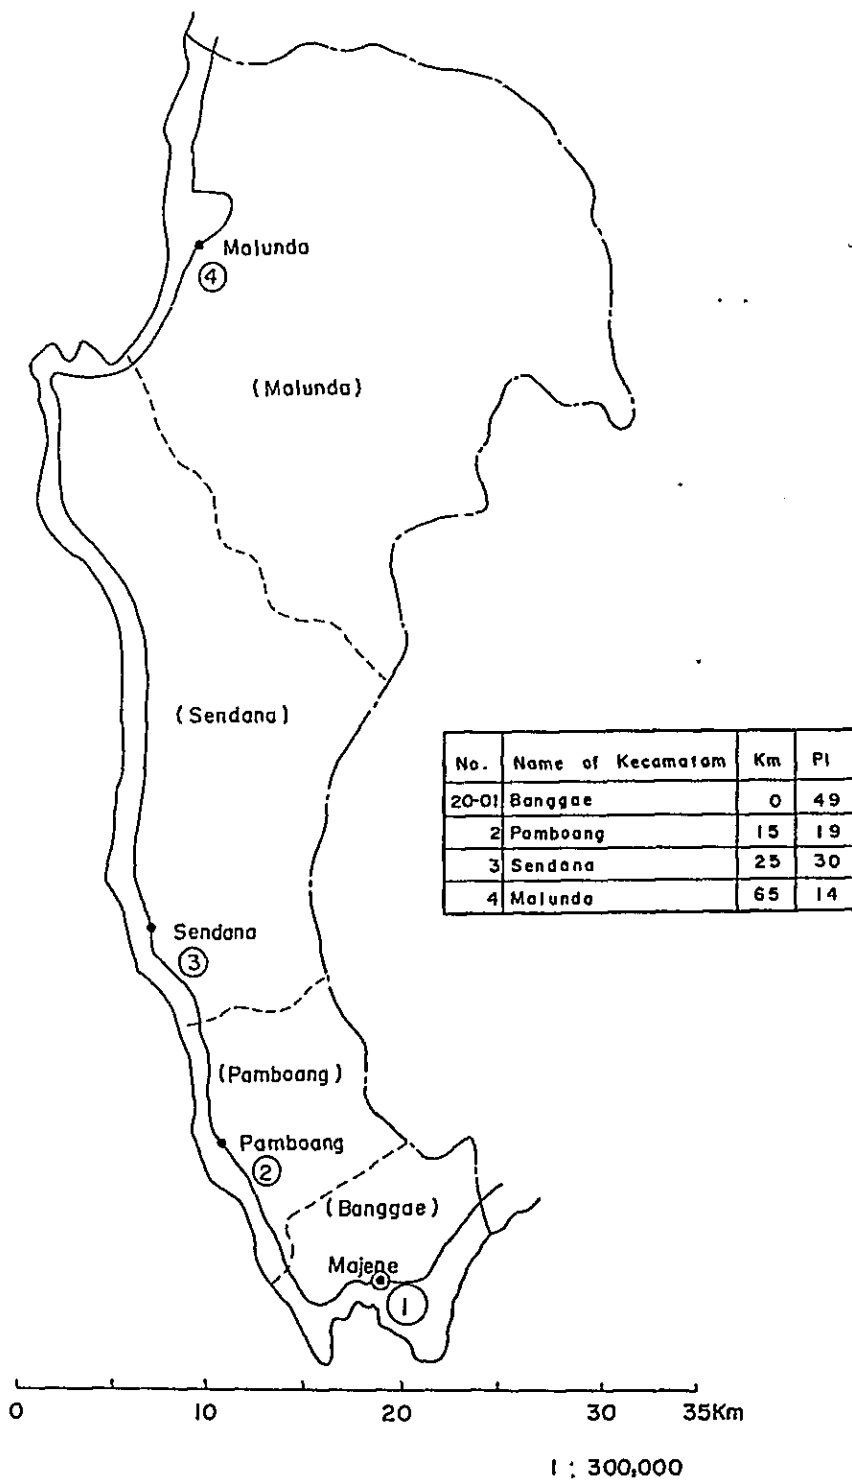 Malunda
4
(Malunda)
(Sendana)
No. Name of Kecamatam Km Pl
20-01 Banggae 0 49
2 Pamboang 15 19
3 Sendana 25 30
4 Malunda 65 14
Sendana
3
(Pamboang)
Pamboang
2
(Banggae)
Majene
1
0 10 20 30 35Km
1 : 300,000